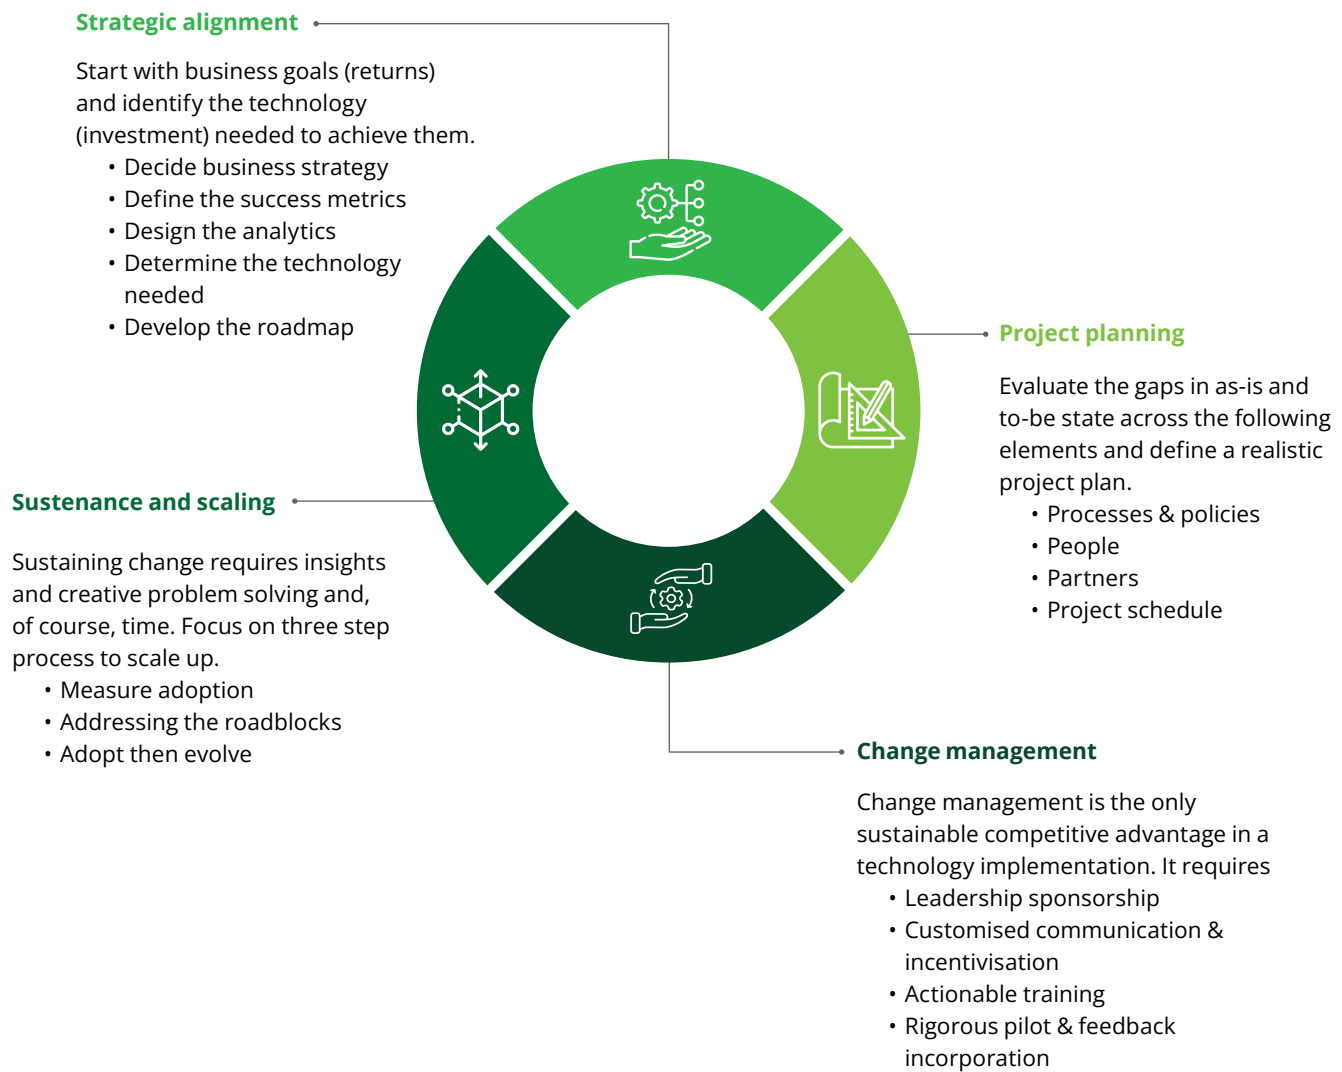 Strategic alignment
Start with business goals (returns)
and identify the technology
(investment) needed to achieve them.
• Decide business strategy
• Define the success metrics
• Design the analytics
• Determine the technology
needed
• Develop the roadmap
Project planning
Evaluate the gaps in as-is and
to-be state across the following
elements and define a realistic
project plan.
• Processes & policies
• People
• Partners
• Project schedule
Sustenance and scaling
Sustaining change requires insights
and creative problem solving and,
of course, time. Focus on three step
process to scale up.
• Measure adoption
• Addressing the roadblocks
• Adopt then evolve
Change management
Change management is the only
sustainable competitive advantage in a
technology implementation. It requires
• Leadership sponsorship
• Customised communication &
incentivisation
• Actionable training
• Rigorous pilot & feedback
incorporation